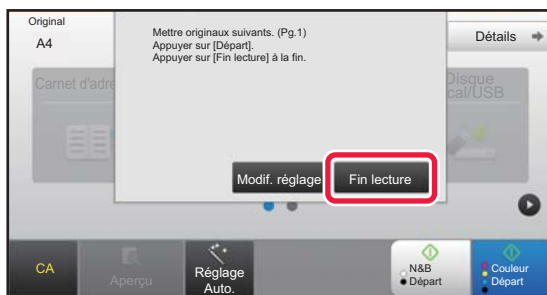 Original
A4
Mettre originaux suivants. (Pg.1)
Appuyer sur [Départ].
Appuyer sur [Fin lecture] à la fin.
Détails
Carnet d'adre
Disque
cal/USB
Modif. réglage
Fin lecture
CA
Aperçu
Réglage
Auto.
N&B
Départ
Couleur
Départ